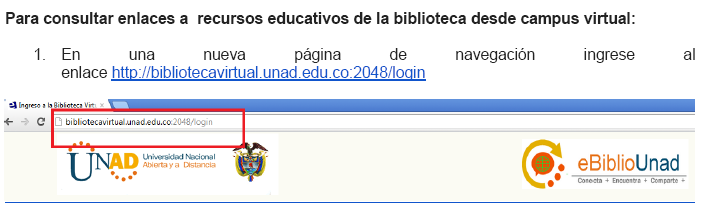 Para consultar enlaces a recursos educativos de la biblioteca desde campus virtual:
1. En una nueva página de navegación ingrese al
enlace http://bibliotecavirtual.unad.edu.co:2048/login
Ingreso a la Biblioteca Virtu
bibliotecavirtual.unad.edu.co:2048/login
UNAD Universidad Nacional
Abierta y a Distancia
eBiblioUnad
Conecta + Encuentra + Comparte +